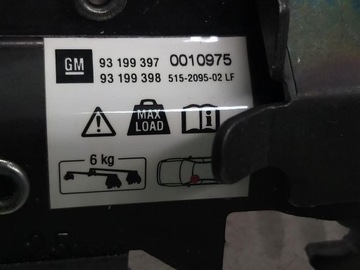 GM 93 199 397 0010975
93 199 398 515-2095-02 LF
MAX
LOAD
6 kg